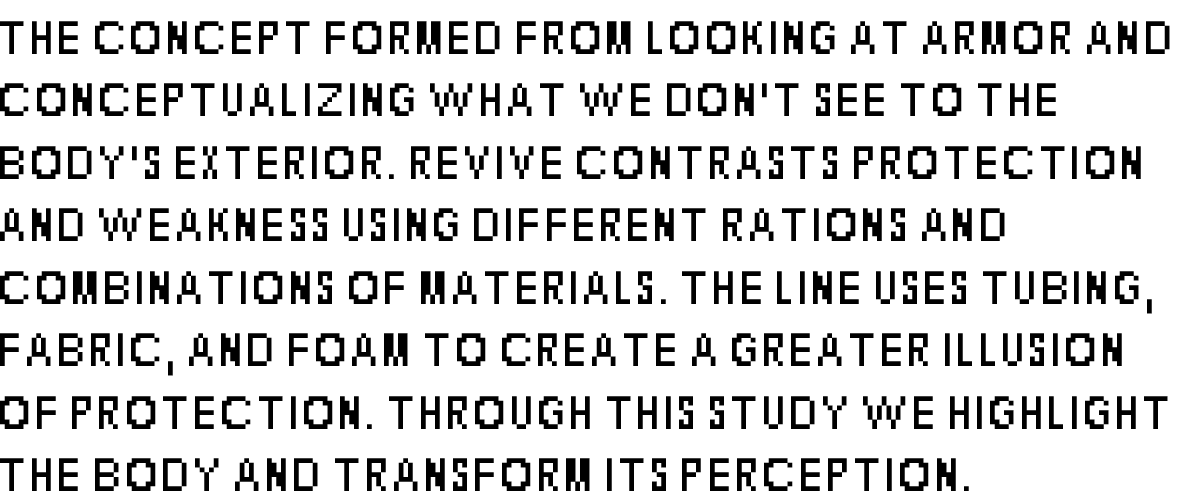 THE CONCEPT FORMED FROM LOOKING AT ARMOR AND
CONCEPTUALIZING WHAT WE DON'T SEE TO THE
BODY'S EXTERIOR. REVIVE CONTRASTS PROTECTION
AND WEAKNESS USING DIFFERENT RATIONS AND
COMBINATIONS OF MATERIALS. THE LINE USES TUBING,
FABRIC, AND FOAM TO CREATE A GREATER ILLUSION
OF PROTECTION. THROUGH THIS STUDY WE HIGHLIGHT
THE BODY AND TRANSFORM ITS PERCEPTION.